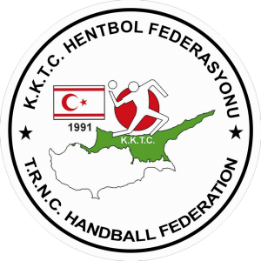 K.K.T.C. HENTBOL FEDERASYONU
1991
K.K.T.C.
T.R.N.C. HANDBALL FEDERATION